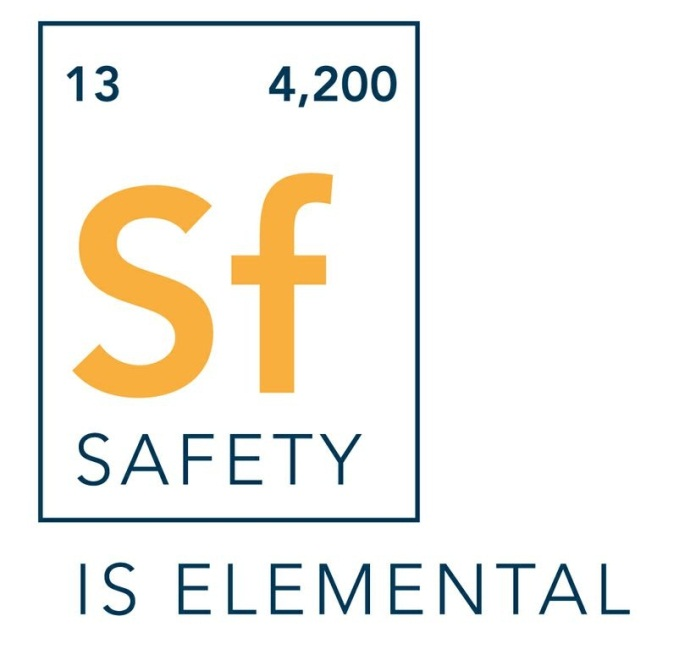 13 4,200
Sf
SAFETY
IS ELEMENTAL